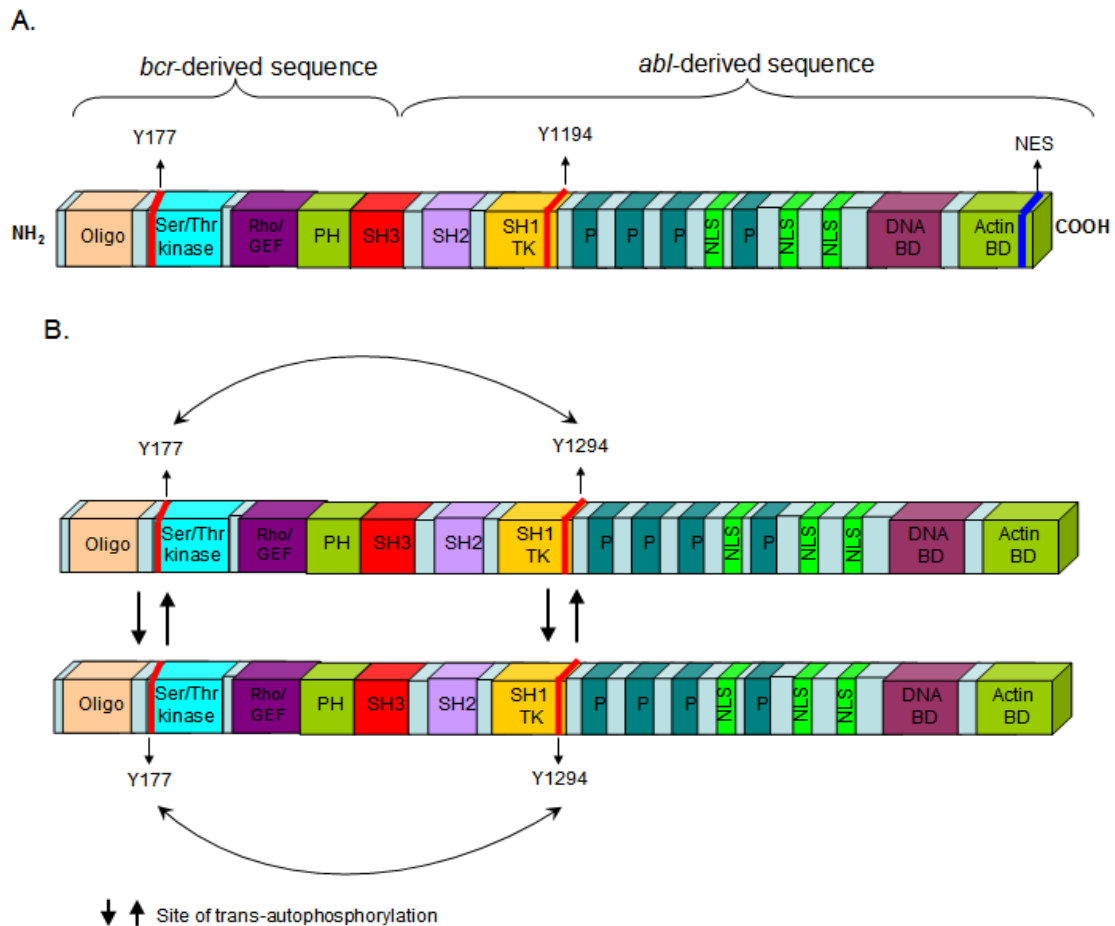 A.
bcr-derived sequence
abl-derived sequence
Y177
Y1194
NES
NH2
Oligo
Ser/Thr
kinase
Rho/
GEF
PH
SH3
SH2
SH1
TK
P
P
P
NLS
P
NLS
NLS
DNA
BD
Actin
BD
COOH
B.
Y177
Y1294
Oligo
Ser/Thr
kinase
Rho/
GEF
PH
SH3
SH2
SH1
TK
P
P
P
NLS
P
NLS
NLS
DNA
BD
Actin
BD
Oligo
Ser/Thr
kinase
Rho/
GEF
PH
SH3
SH2
SH1
TK
P
P
P
NLS
P
NLS
NLS
DNA
BD
Actin
BD
Y177
Y1294
Site of trans-autophosphorylation